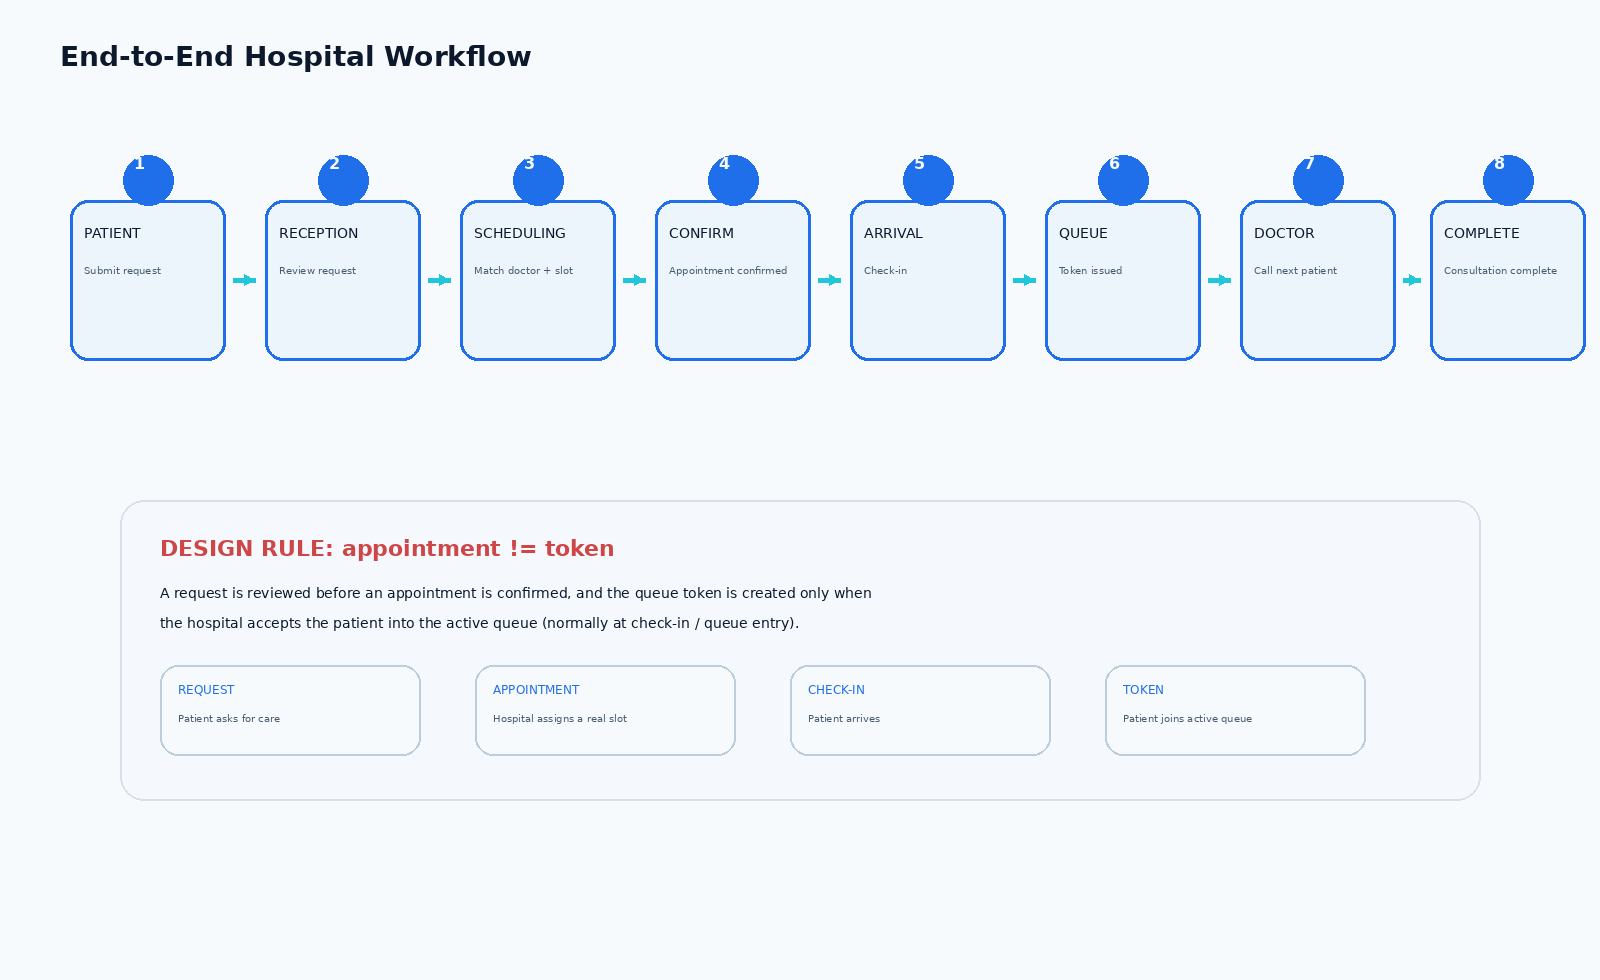 End-to-End Hospital Workflow
1
2
3
4
5
6
7
8
PATIENT
Submit request
RECEPTION
Review request
SCHEDULING
Match doctor + slot
CONFIRM
Appointment confirmed
ARRIVAL
Check-in
QUEUE
Token issued
DOCTOR
Call next patient
COMPLETE
Consultation complete
DESIGN RULE: appointment != token
A request is reviewed before an appointment is confirmed, and the queue token is created only when
the hospital accepts the patient into the active queue (normally at check-in / queue entry).
REQUEST
Patient asks for care
APPOINTMENT
Hospital assigns a real slot
CHECK-IN
Patient arrives
TOKEN
Patient joins active queue